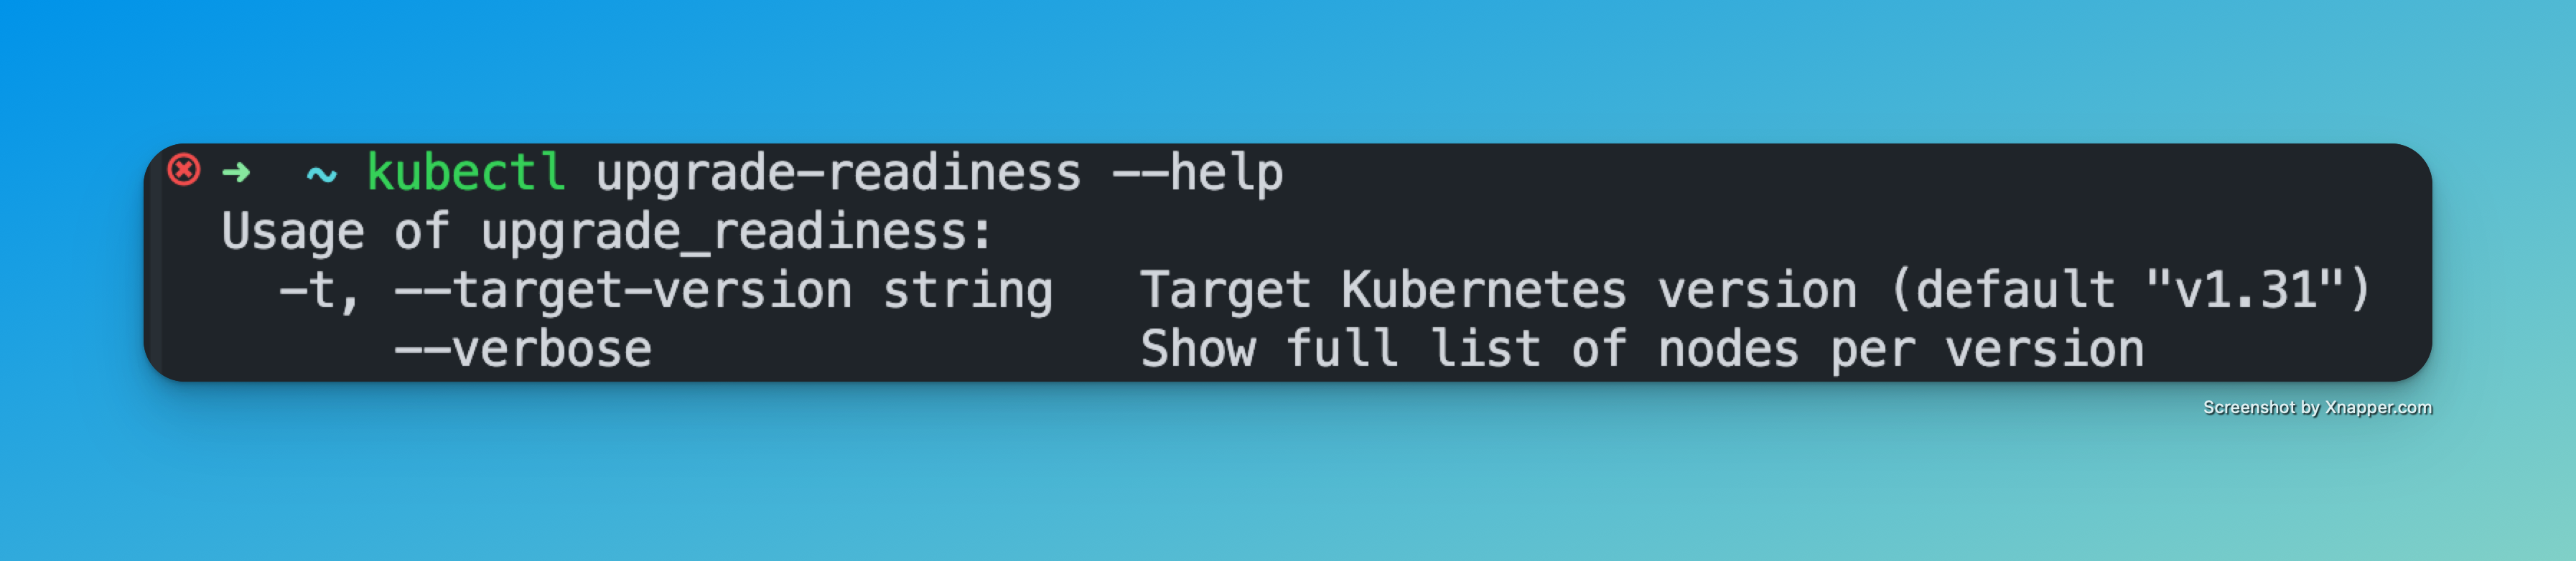 ➜  ~ kubectl upgrade-readiness --help
Usage of upgrade_readiness:
  -t, --target-version string   Target Kubernetes version (default "v1.31")
      --verbose                 Show full list of nodes per version
Screenshot by Xnapper.com